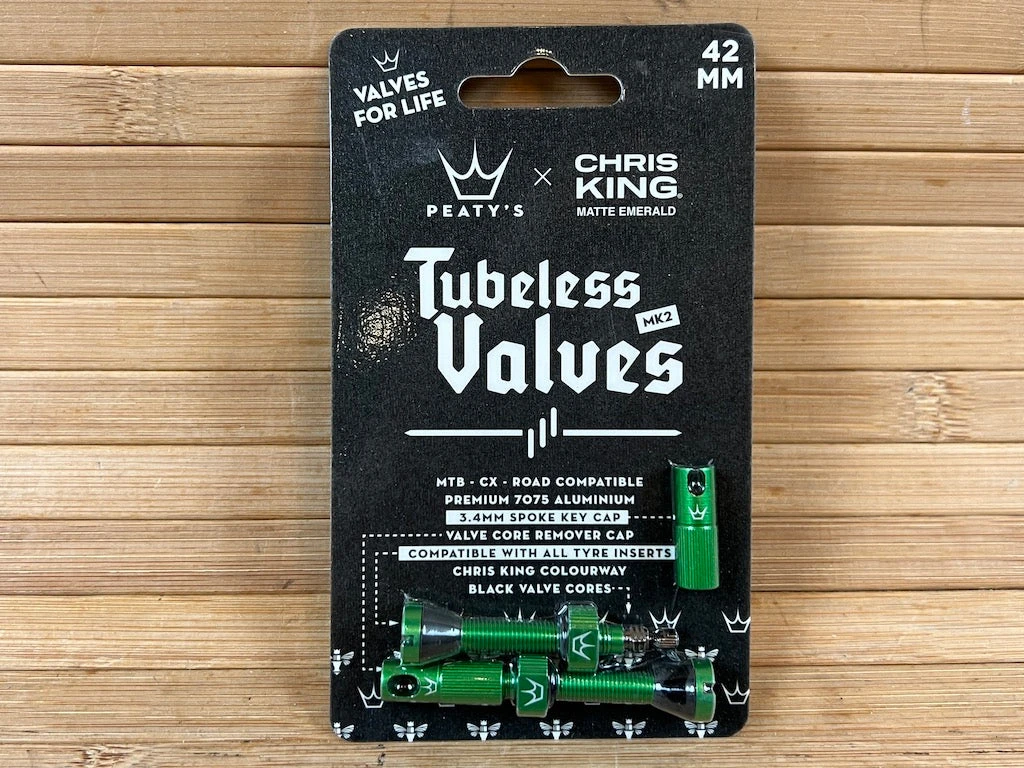 VALVES
FOR LIFE
42
MM
PEATY'S
×
CHRIS
KING®
MATTE EMERALD
Tubeless
Valves
MK2
MTB - CX - ROAD COMPATIBLE
PREMIUM 7075 ALUMINIUM
3.4MM SPOKE KEY CAP
VALVE CORE REMOVER CAP
COMPATIBLE WITH ALL TYRE INSERTS
CHRIS KING COLOURWAY
BLACK VALVE CORES